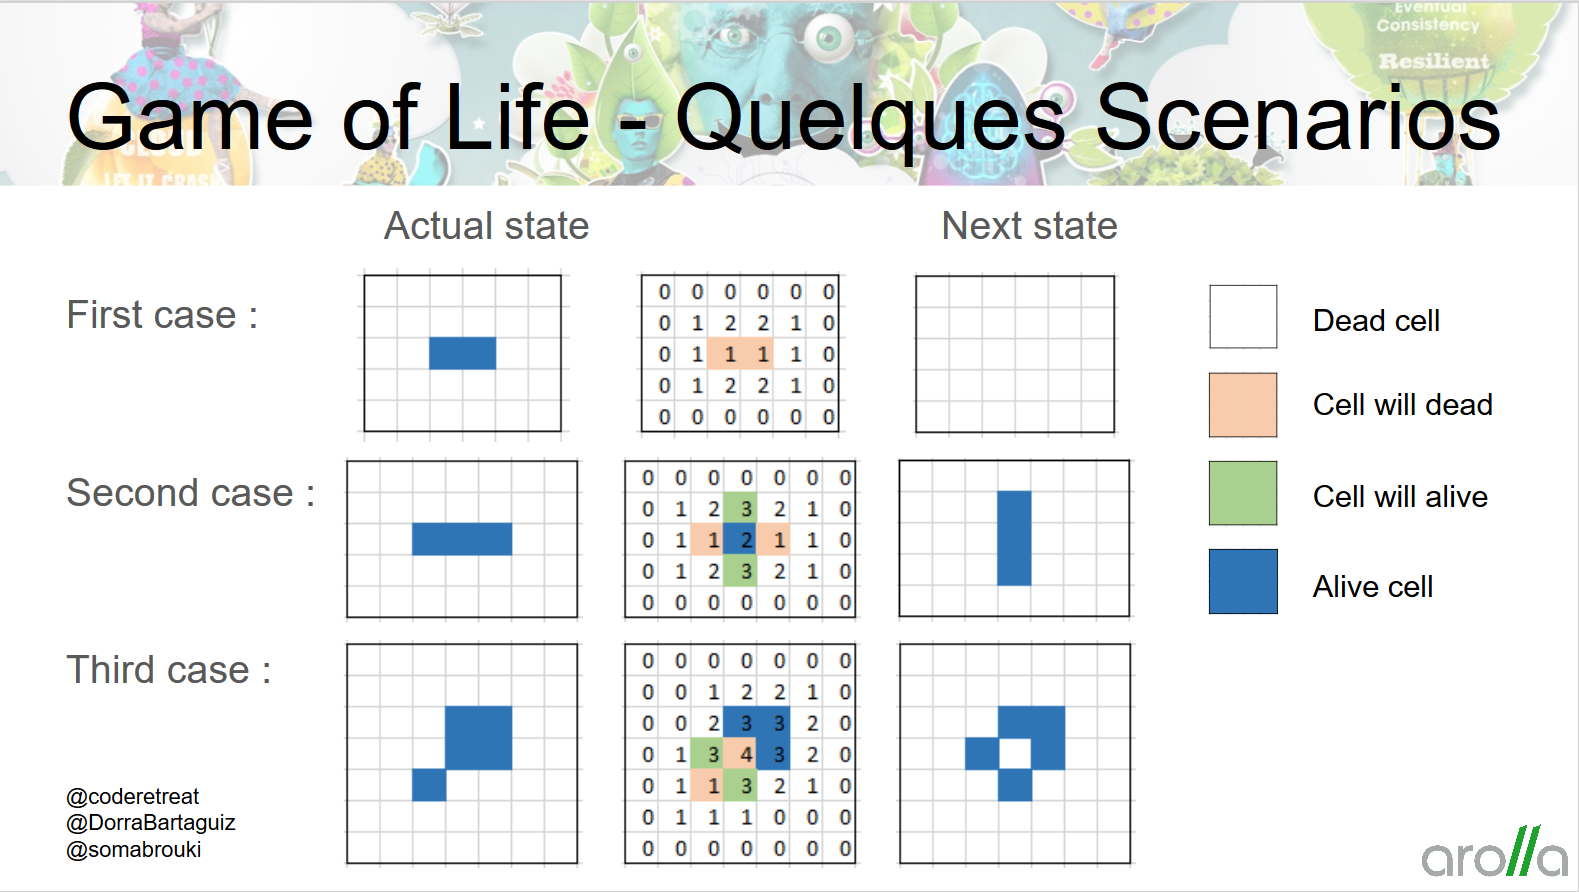 Eventual
Consistency
Resilient
LET IT CRASH
Game of Life - Quelques Scenarios
Actual state
Next state
First case :
0 0 0 0 0 0
0 1 2 2 1 0
0 1 1 1 1 0
0 1 2 2 1 0
0 0 0 0 0 0
Dead cell
Cell will dead
Second case :
0 0 0 0 0 0 0
0 1 2 3 2 1 0
0 1 1 2 1 1 0
0 1 2 3 2 1 0
0 0 0 0 0 0 0
Cell will alive
Alive cell
Third case :
0 0 0 0 0 0 0
0 0 1 2 2 1 0
0 0 2 3 3 2 0
0 1 3 4 3 2 0
0 1 1 3 2 1 0
0 1 1 1 0 0 0
0 0 0 0 0 0 0
@coderetreat
@DorraBartaguiz
@somabrouki
arolla